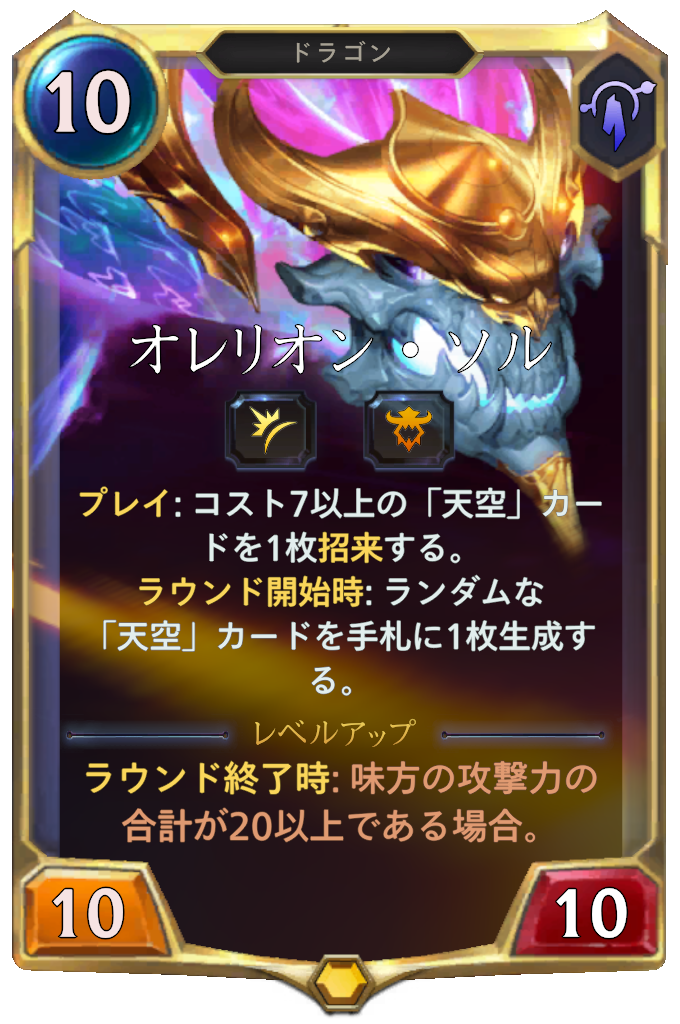 ドラゴン
10
オレリオン・ソル
プレイ: コスト7以上の「天空」カー
ドを1枚招来する。
ラウンド開始時: ランダムな
「天空」カードを手札に1枚生成す
る。
レベルアップ
ラウンド終了時: 味方の攻撃力の
合計が20以上である場合。
10
10